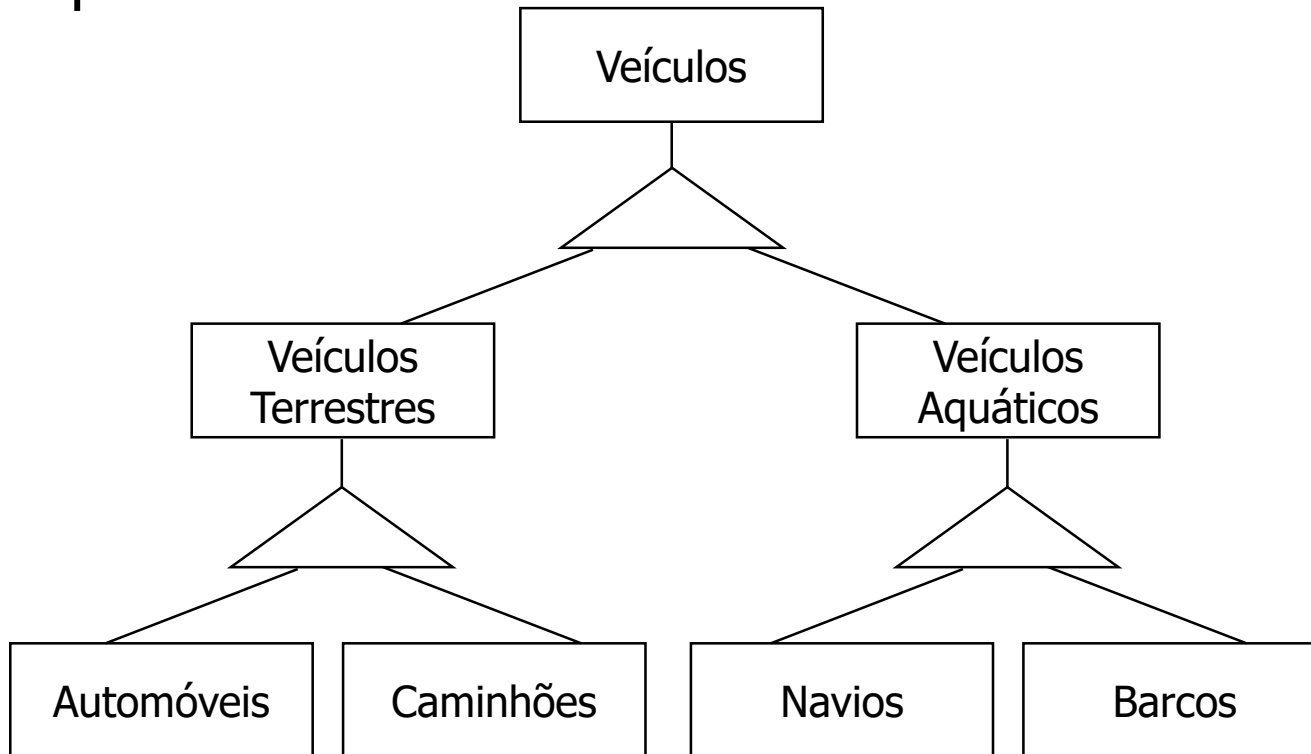 Veículos
Veículos
Terrestres
Veículos
Aquáticos
Automóveis
Caminhões
Navios
Barcos